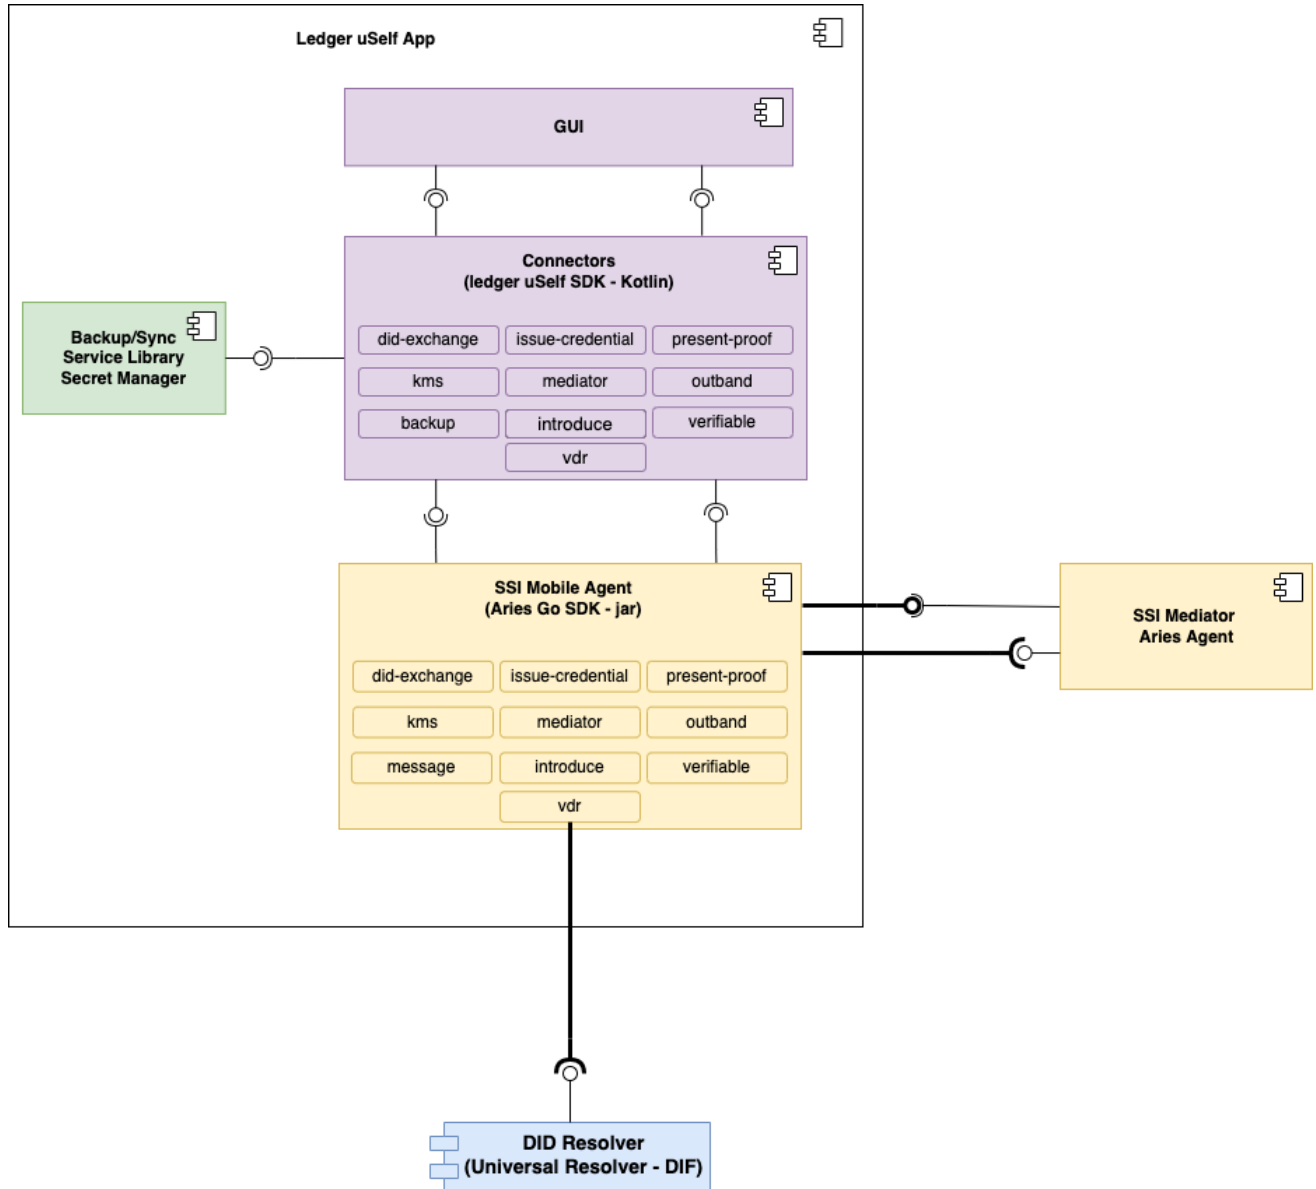 Ledger uSelf App
GUI
Connectors
(ledger uSelf SDK - Kotlin)
did-exchange
issue-credential
present-proof
kms
mediator
outband
backup
introduce
verifiable
vdr
Backup/Sync
Service Library
Secret Manager
SSI Mobile Agent
(Aries Go SDK - jar)
did-exchange
issue-credential
present-proof
kms
mediator
outband
message
introduce
verifiable
vdr
SSI Mediator
Aries Agent
DID Resolver
(Universal Resolver - DIF)